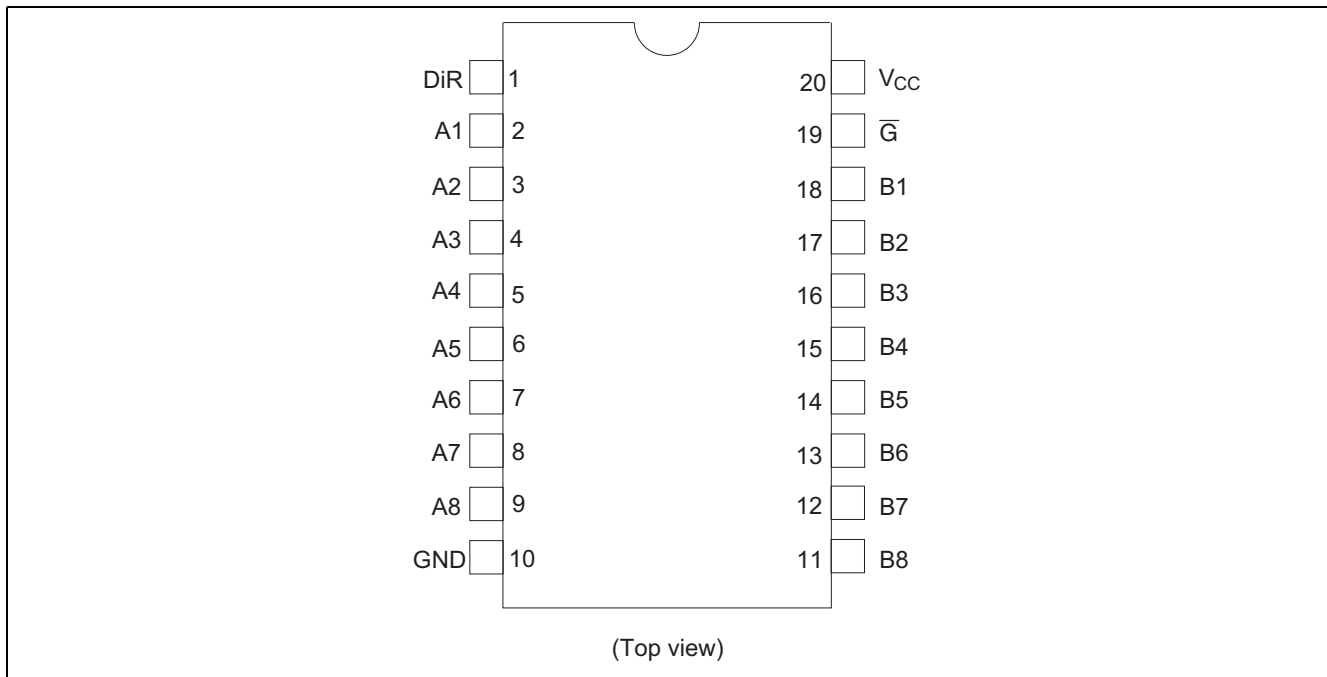 DiR 1 20 VCC
A1 2 19 G̅
A2 3 18 B1
A3 4 17 B2
A4 5 16 B3
A5 6 15 B4
A6 7 14 B5
A7 8 13 B6
A8 9 12 B7
GND 10 11 B8
(Top view)